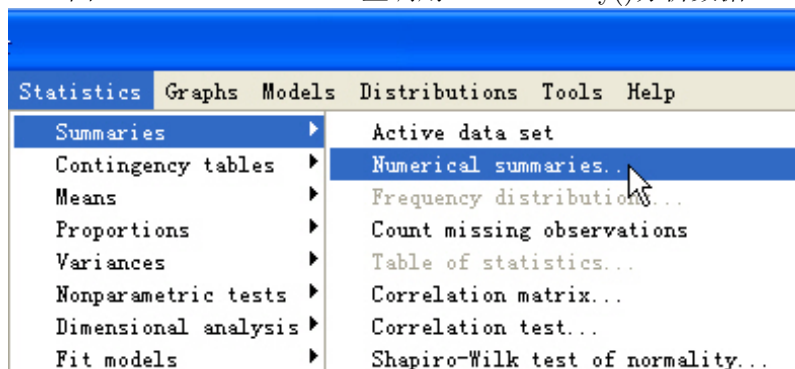 y()
Statistics Graphs Models Distributions Tools Help
Summaries
Contingency tables
Means
Proportions
Variances
Nonparametric tests
Dimensional analysis
Fit models
Active data set
Numerical summaries..
Frequency distributions...
Count missing observations
Table of statistics...
Correlation matrix...
Correlation test...
Shapiro-Wilk test of normality...